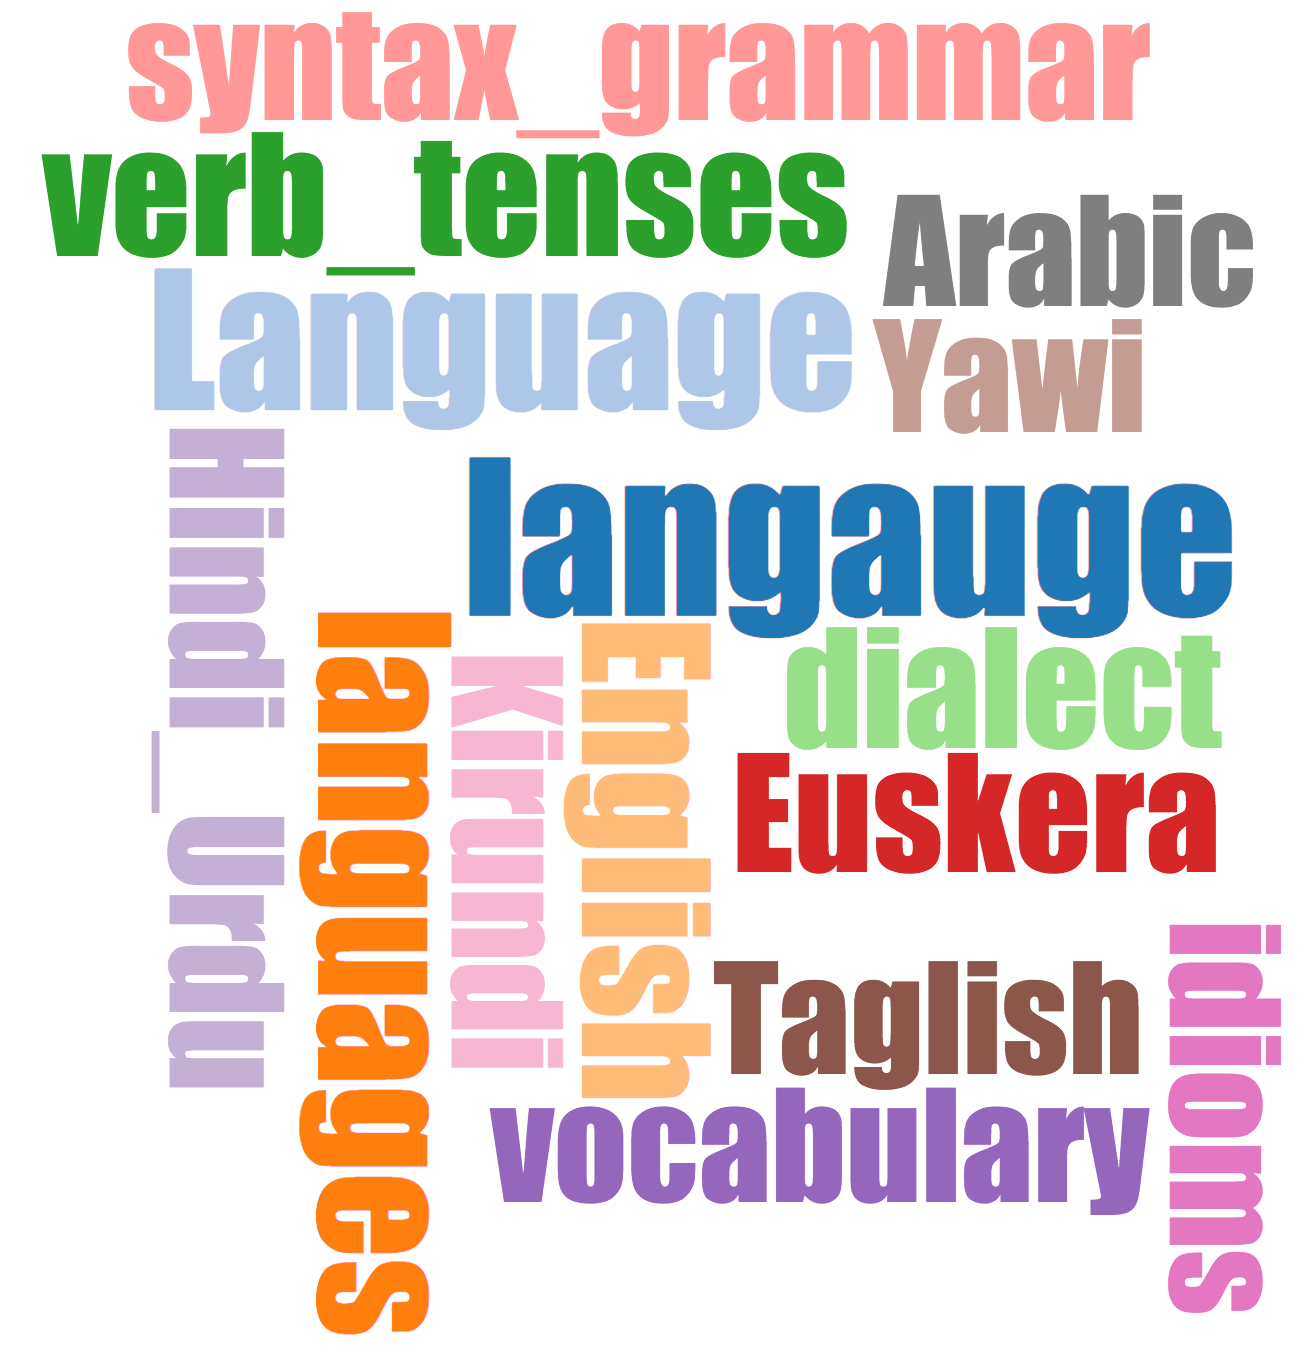 syntax_grammar
verb_tenses
Arabic
Language
Yawi
Hindi_Urdu
langauge
languages
Kirundi
English
dialect
Euskera
Taglish
idioms
vocabulary